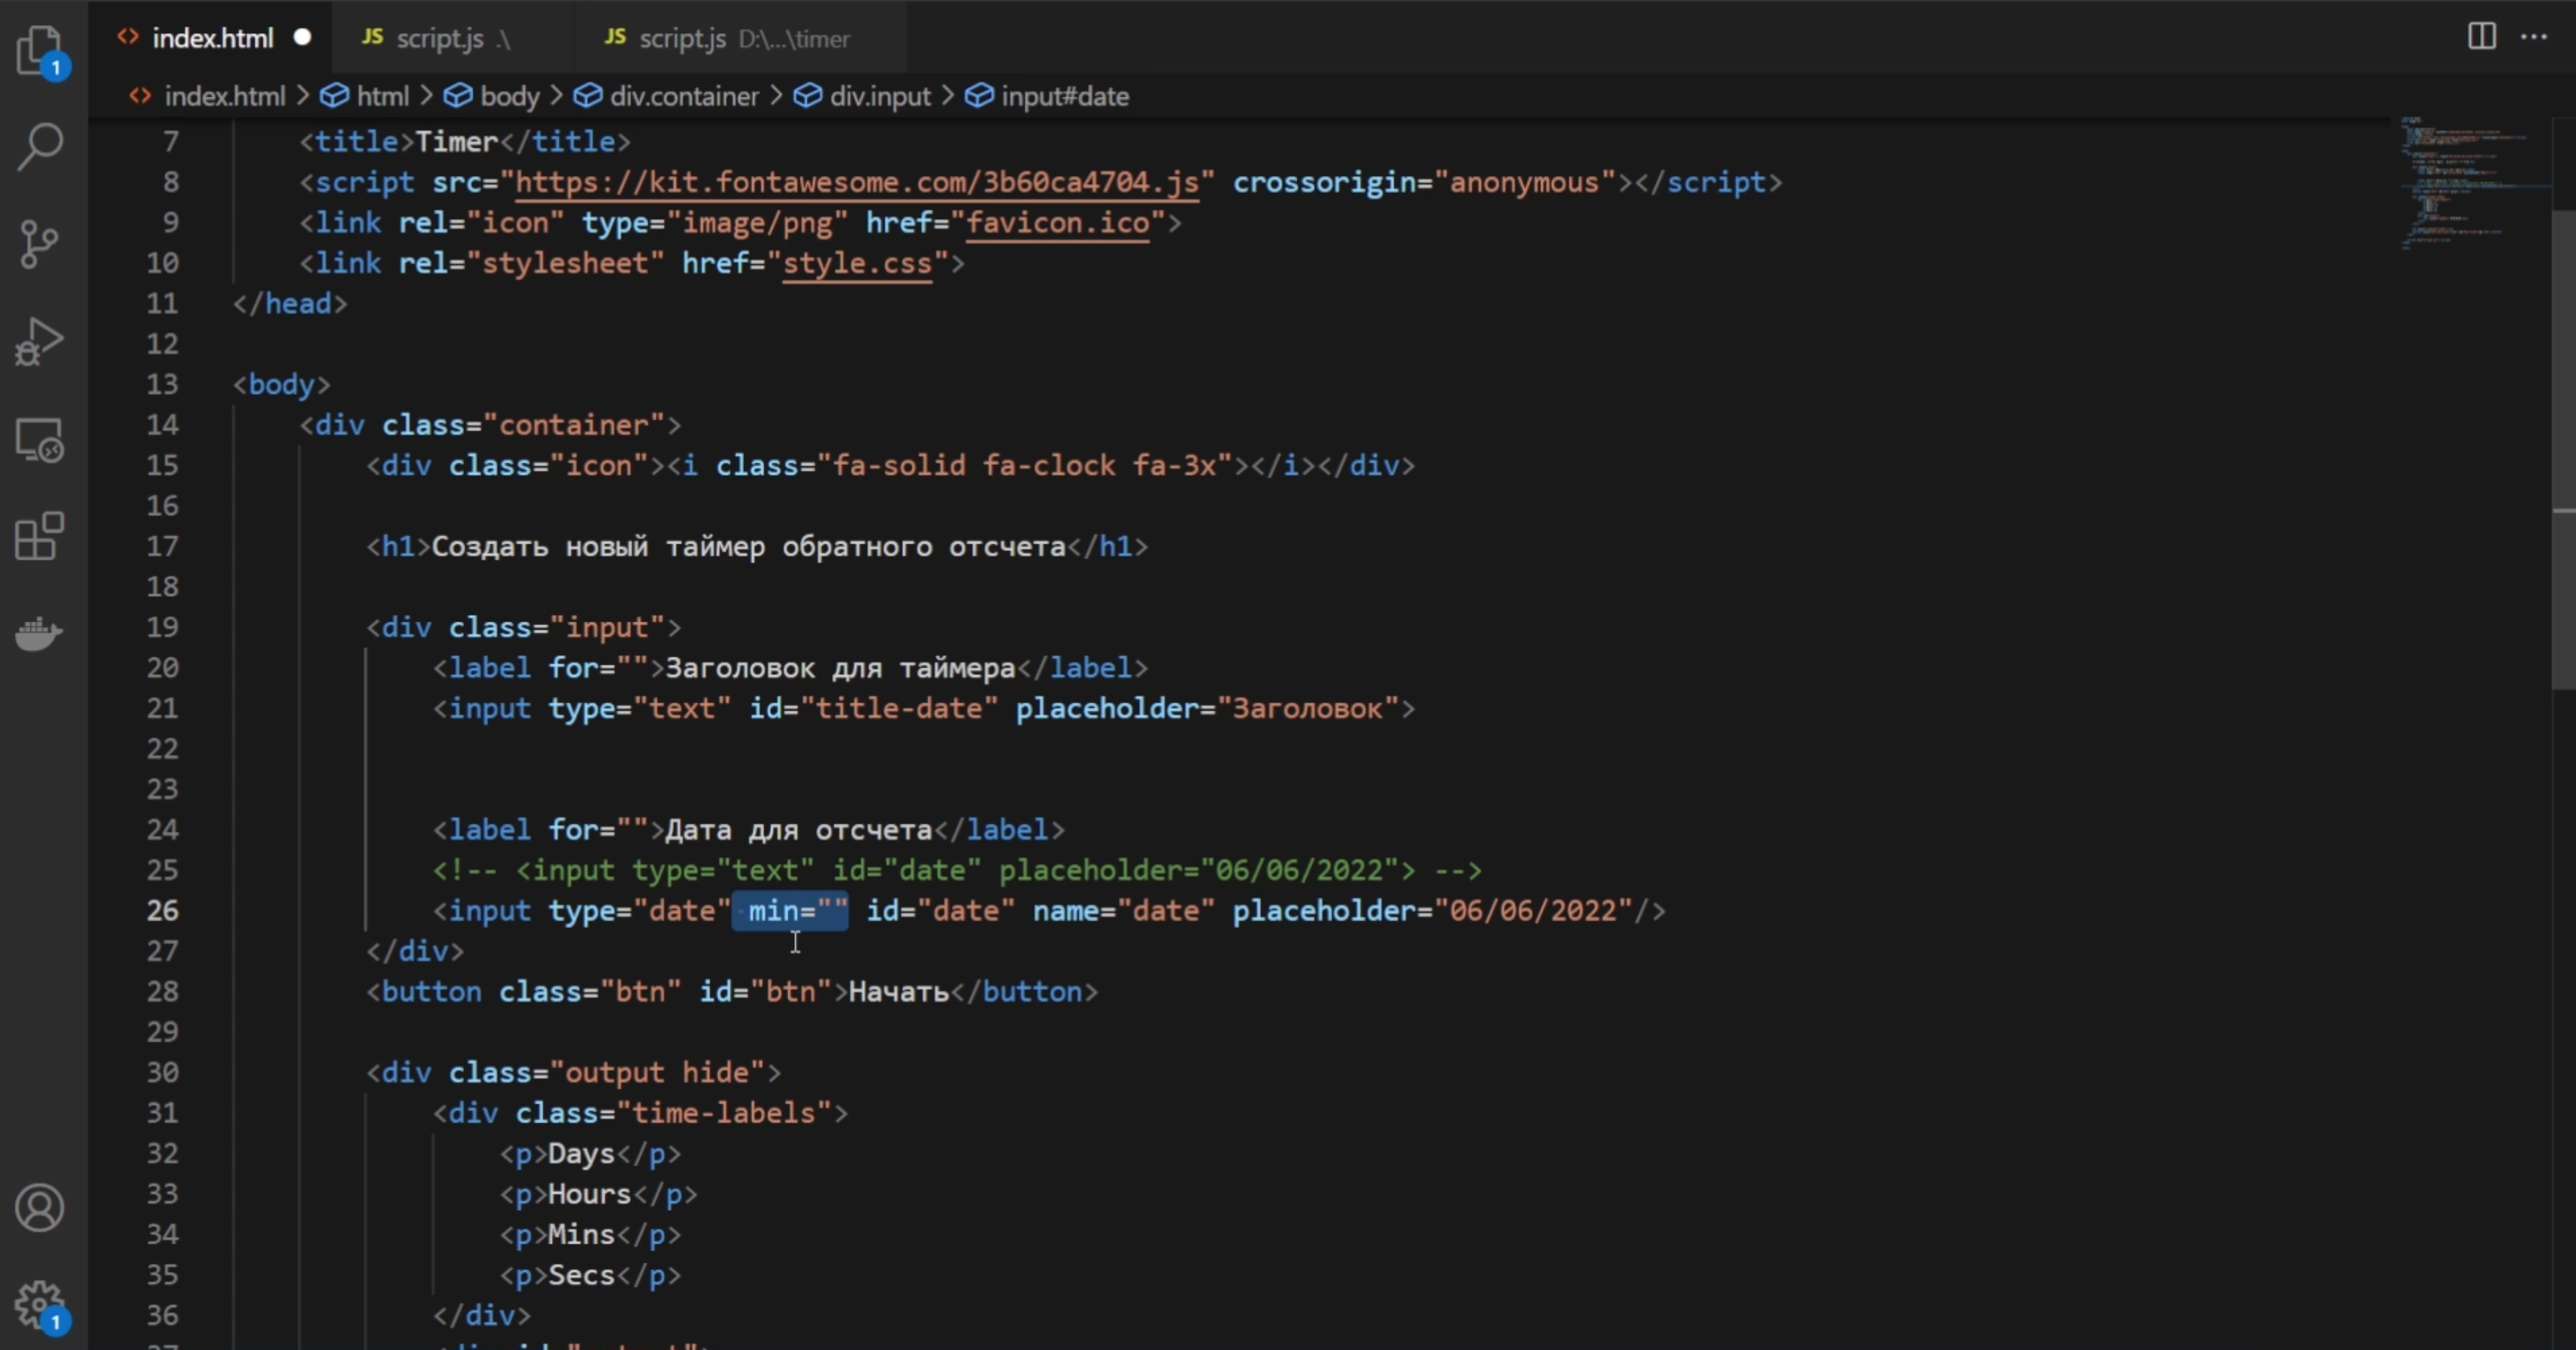 index.html
JS script.js .\
JS script.js D:\...\timer
1
index.html > html > body > div.container > div.input > input#date
7 <title>Timer</title>
8 <script src="https://kit.fontawesome.com/3b60ca4704.js" crossorigin="anonymous"></script>
9 <link rel="icon" type="image/png" href="favicon.ico">
10 <link rel="stylesheet" href="style.css">
11 </head>
12
13 <body>
14 <div class="container">
15 <div class="icon"><i class="fa-solid fa-clock fa-3x"></i></div>
16
17 <h1>Создать новый таймер обратного отсчета</h1>
18
19 <div class="input">
20 <label for="">Заголовок для таймера</label>
21 <input type="text" id="title-date" placeholder="Заголовок">
22
23
24 <label for="">Дата для отсчета</label>
25 <!-- <input type="text" id="date" placeholder="06/06/2022"> -->
26 <input type="date" min="" id="date" name="date" placeholder="06/06/2022"/>
27 </div>
28 <button class="btn" id="btn">Начать</button>
29
30 <div class="output hide">
31 <div class="time-labels">
32 <p>Days</p>
33 <p>Hours</p>
34 <p>Mins</p>
35 <p>Secs</p>
36 </div>
1